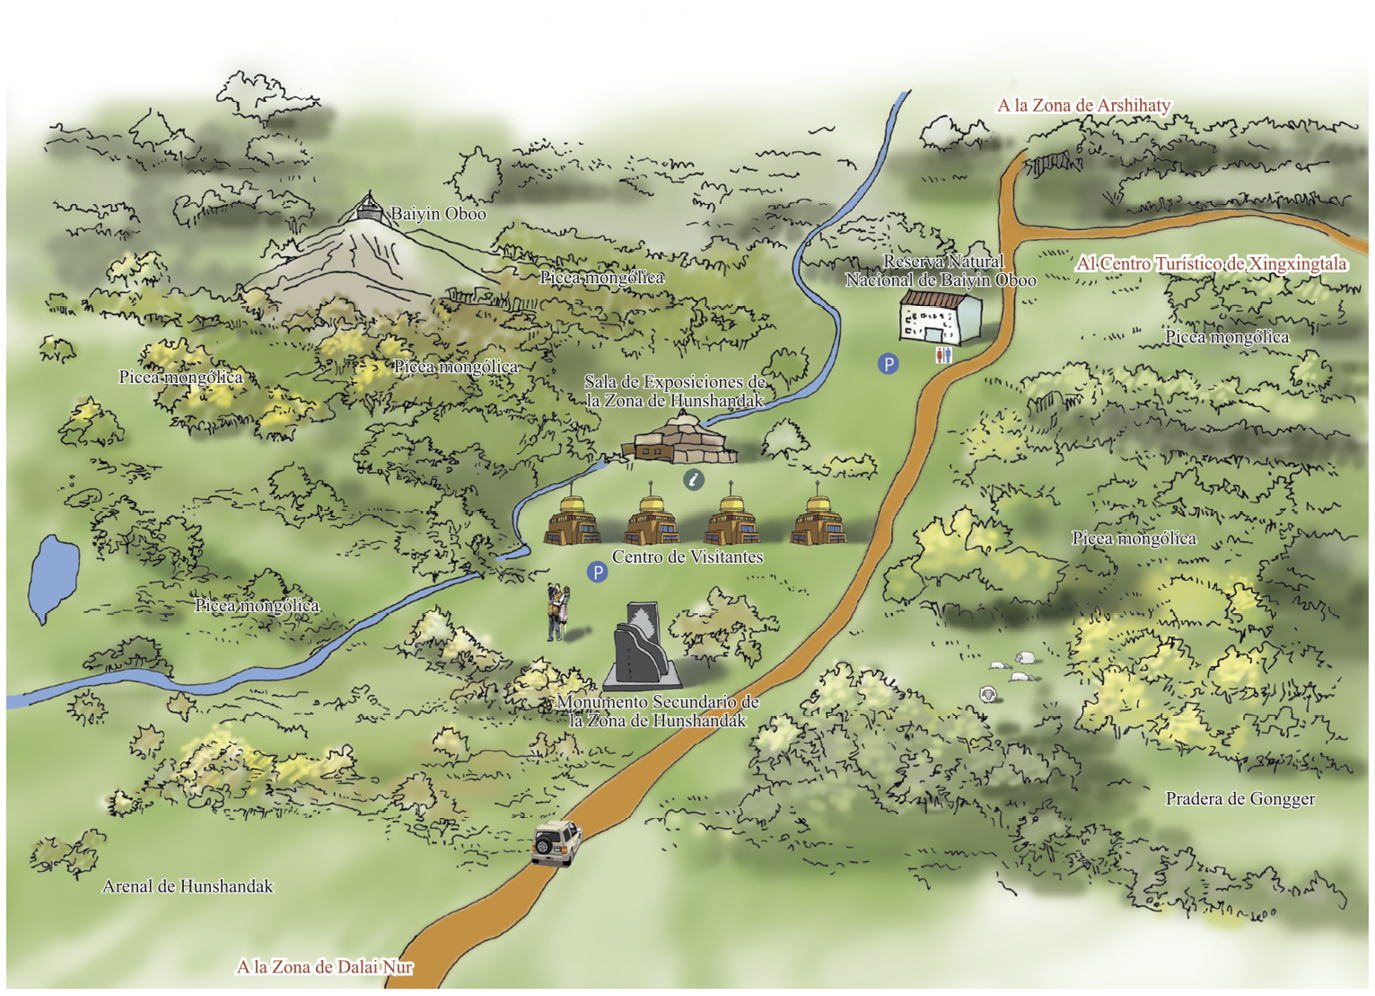 A la Zona de Arshihaty
Baiyin Oboo
Reserva Natural
Nacional de Baiyin Oboo
Al Centro Turístico de Xingxingtala
Picea mongólica
Picea mongólica
Picea mongólica
Picea mongólica
Sala de Exposiciones de
la Zona de Hunshandak
i
P
Picea mongólica
Centro de Visitantes
P
Picea mongólica
Monumento Secundario de
la Zona de Hunshandak
Pradera de Gongger
Arenal de Hunshandak
A la Zona de Dalai Nur